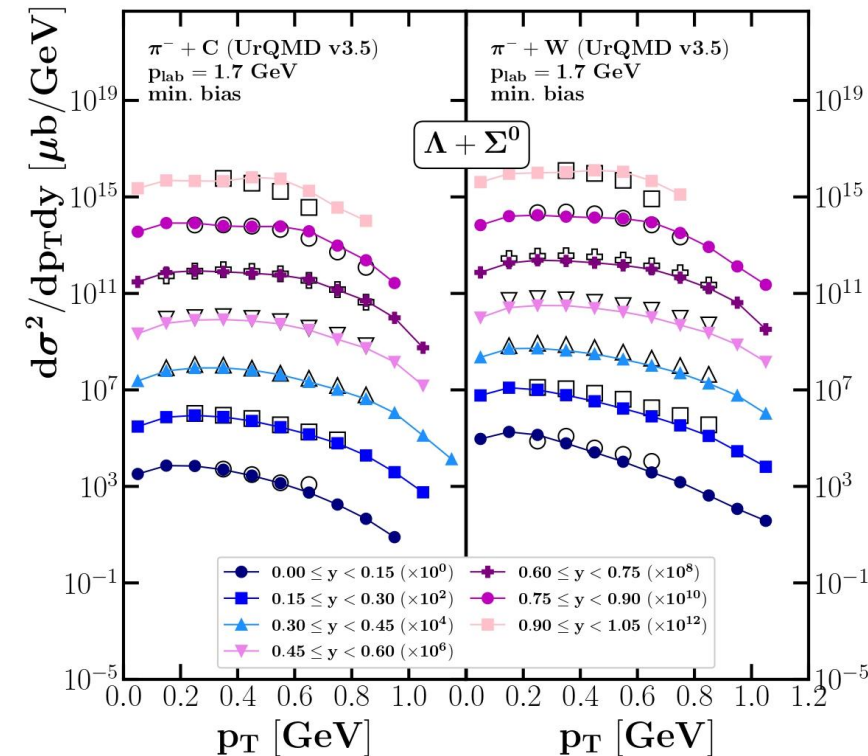 dσ²/dp_Tdy [μb/GeV]
π⁻ + C (UrQMD v3.5)
p_lab = 1.7 GeV
min. bias
π⁻ + W (UrQMD v3.5)
p_lab = 1.7 GeV
min. bias
Λ + Σ⁰
10¹⁹
10¹⁵
10¹¹
10⁷
10³
10⁻¹
10⁻⁵
10¹⁹
10¹⁵
10¹¹
10⁷
10³
10⁻¹
10⁻⁵
0.00 ≤ y < 0.15 (×10⁰)
0.15 ≤ y < 0.30 (×10²)
0.30 ≤ y < 0.45 (×10⁴)
0.45 ≤ y < 0.60 (×10⁶)
0.60 ≤ y < 0.75 (×10⁸)
0.75 ≤ y < 0.90 (×10¹⁰)
0.90 ≤ y < 1.05 (×10¹²)
0.0 0.2 0.4 0.6 0.8 1.0 0.0 0.2 0.4 0.6 0.8 1.0 1.2
p_T [GeV] p_T [GeV]